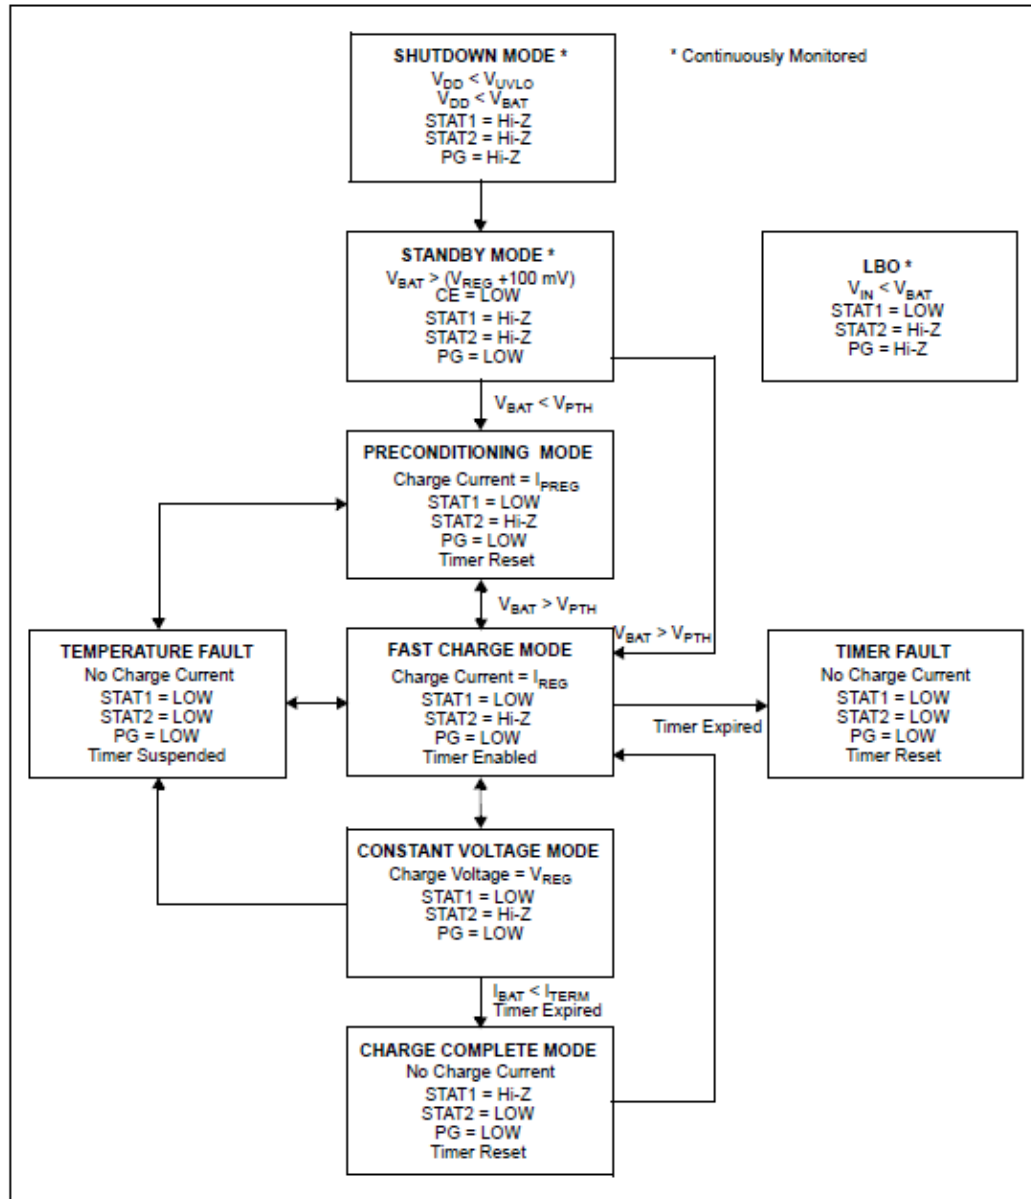 SHUTDOWN MODE *
V_DD < V_UVLO
V_DD < V_BAT
STAT1 = Hi-Z
STAT2 = Hi-Z
PG = Hi-Z
* Continuously Monitored
STANDBY MODE *
V_BAT > (V_REG +100 mV)
CE = LOW
STAT1 = Hi-Z
STAT2 = Hi-Z
PG = LOW
LBO *
V_IN < V_BAT
STAT1 = LOW
STAT2 = Hi-Z
PG = Hi-Z
V_BAT < V_PTH
PRECONDITIONING MODE
Charge Current = I_PREG
STAT1 = LOW
STAT2 = Hi-Z
PG = LOW
Timer Reset
V_BAT > V_PTH
V_BAT > V_PTH
TEMPERATURE FAULT
No Charge Current
STAT1 = LOW
STAT2 = LOW
PG = LOW
Timer Suspended
FAST CHARGE MODE
Charge Current = I_REG
STAT1 = LOW
STAT2 = Hi-Z
PG = LOW
Timer Enabled
Timer Expired
TIMER FAULT
No Charge Current
STAT1 = LOW
STAT2 = LOW
PG = LOW
Timer Reset
CONSTANT VOLTAGE MODE
Charge Voltage = V_REG
STAT1 = LOW
STAT2 = Hi-Z
PG = LOW
I_BAT < I_TERM
Timer Expired
CHARGE COMPLETE MODE
No Charge Current
STAT1 = Hi-Z
STAT2 = LOW
PG = LOW
Timer Reset